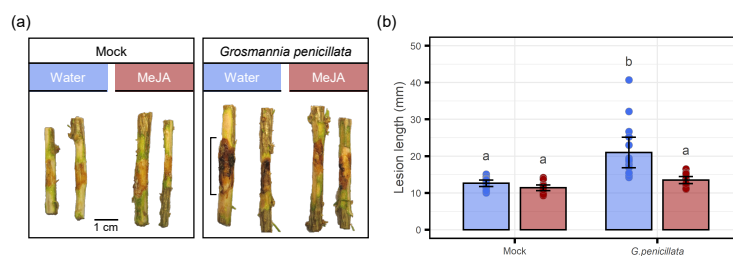 (a)
Mock
Grosmannia penicillata
Water
MeJA
Water
MeJA
1 cm
(b)
Lesion length (mm)
50
40
30
20
10
0
a
a
b
a
Mock
G.penicillata